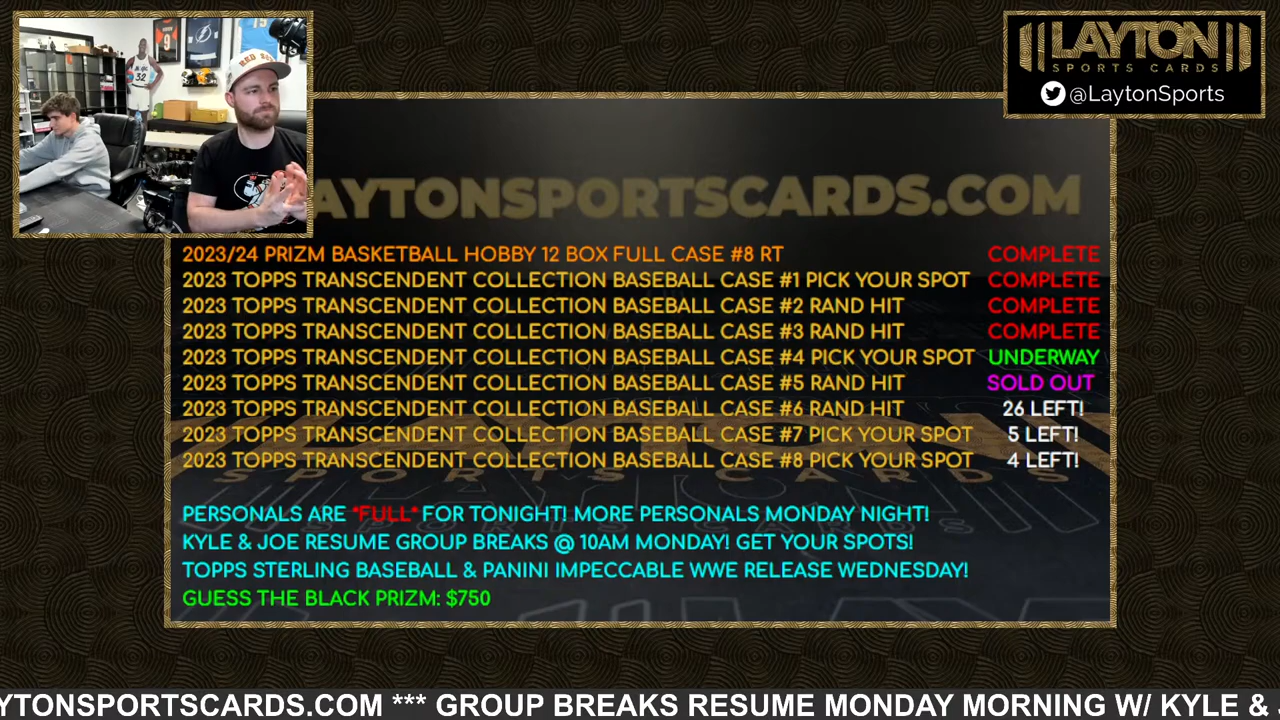 LAYTON
SPORTS CARDS
@LaytonSports
LAYTONSPORTSCARDS.COM
2023/24 PRIZM BASKETBALL HOBBY 12 BOX FULL CASE #8 RT COMPLETE
2023 TOPPS TRANSCENDENT COLLECTION BASEBALL CASE #1 PICK YOUR SPOT COMPLETE
2023 TOPPS TRANSCENDENT COLLECTION BASEBALL CASE #2 RAND HIT COMPLETE
2023 TOPPS TRANSCENDENT COLLECTION BASEBALL CASE #3 RAND HIT COMPLETE
2023 TOPPS TRANSCENDENT COLLECTION BASEBALL CASE #4 PICK YOUR SPOT UNDERWAY
2023 TOPPS TRANSCENDENT COLLECTION BASEBALL CASE #5 RAND HIT SOLD OUT
2023 TOPPS TRANSCENDENT COLLECTION BASEBALL CASE #6 RAND HIT 26 LEFT!
2023 TOPPS TRANSCENDENT COLLECTION BASEBALL CASE #7 PICK YOUR SPOT 5 LEFT!
2023 TOPPS TRANSCENDENT COLLECTION BASEBALL CASE #8 PICK YOUR SPOT 4 LEFT!
SPORTS CARDS
PERSONALS ARE *FULL* FOR TONIGHT! MORE PERSONALS MONDAY NIGHT!
KYLE & JOE RESUME GROUP BREAKS @ 10AM MONDAY! GET YOUR SPOTS!
TOPPS STERLING BASEBALL & PANINI IMPECCABLE WWE RELEASE WEDNESDAY!
GUESS THE BLACK PRIZM: $750
YTONSPORTSCARDS.COM *** GROUP BREAKS RESUME MONDAY MORNING W/ KYLE &